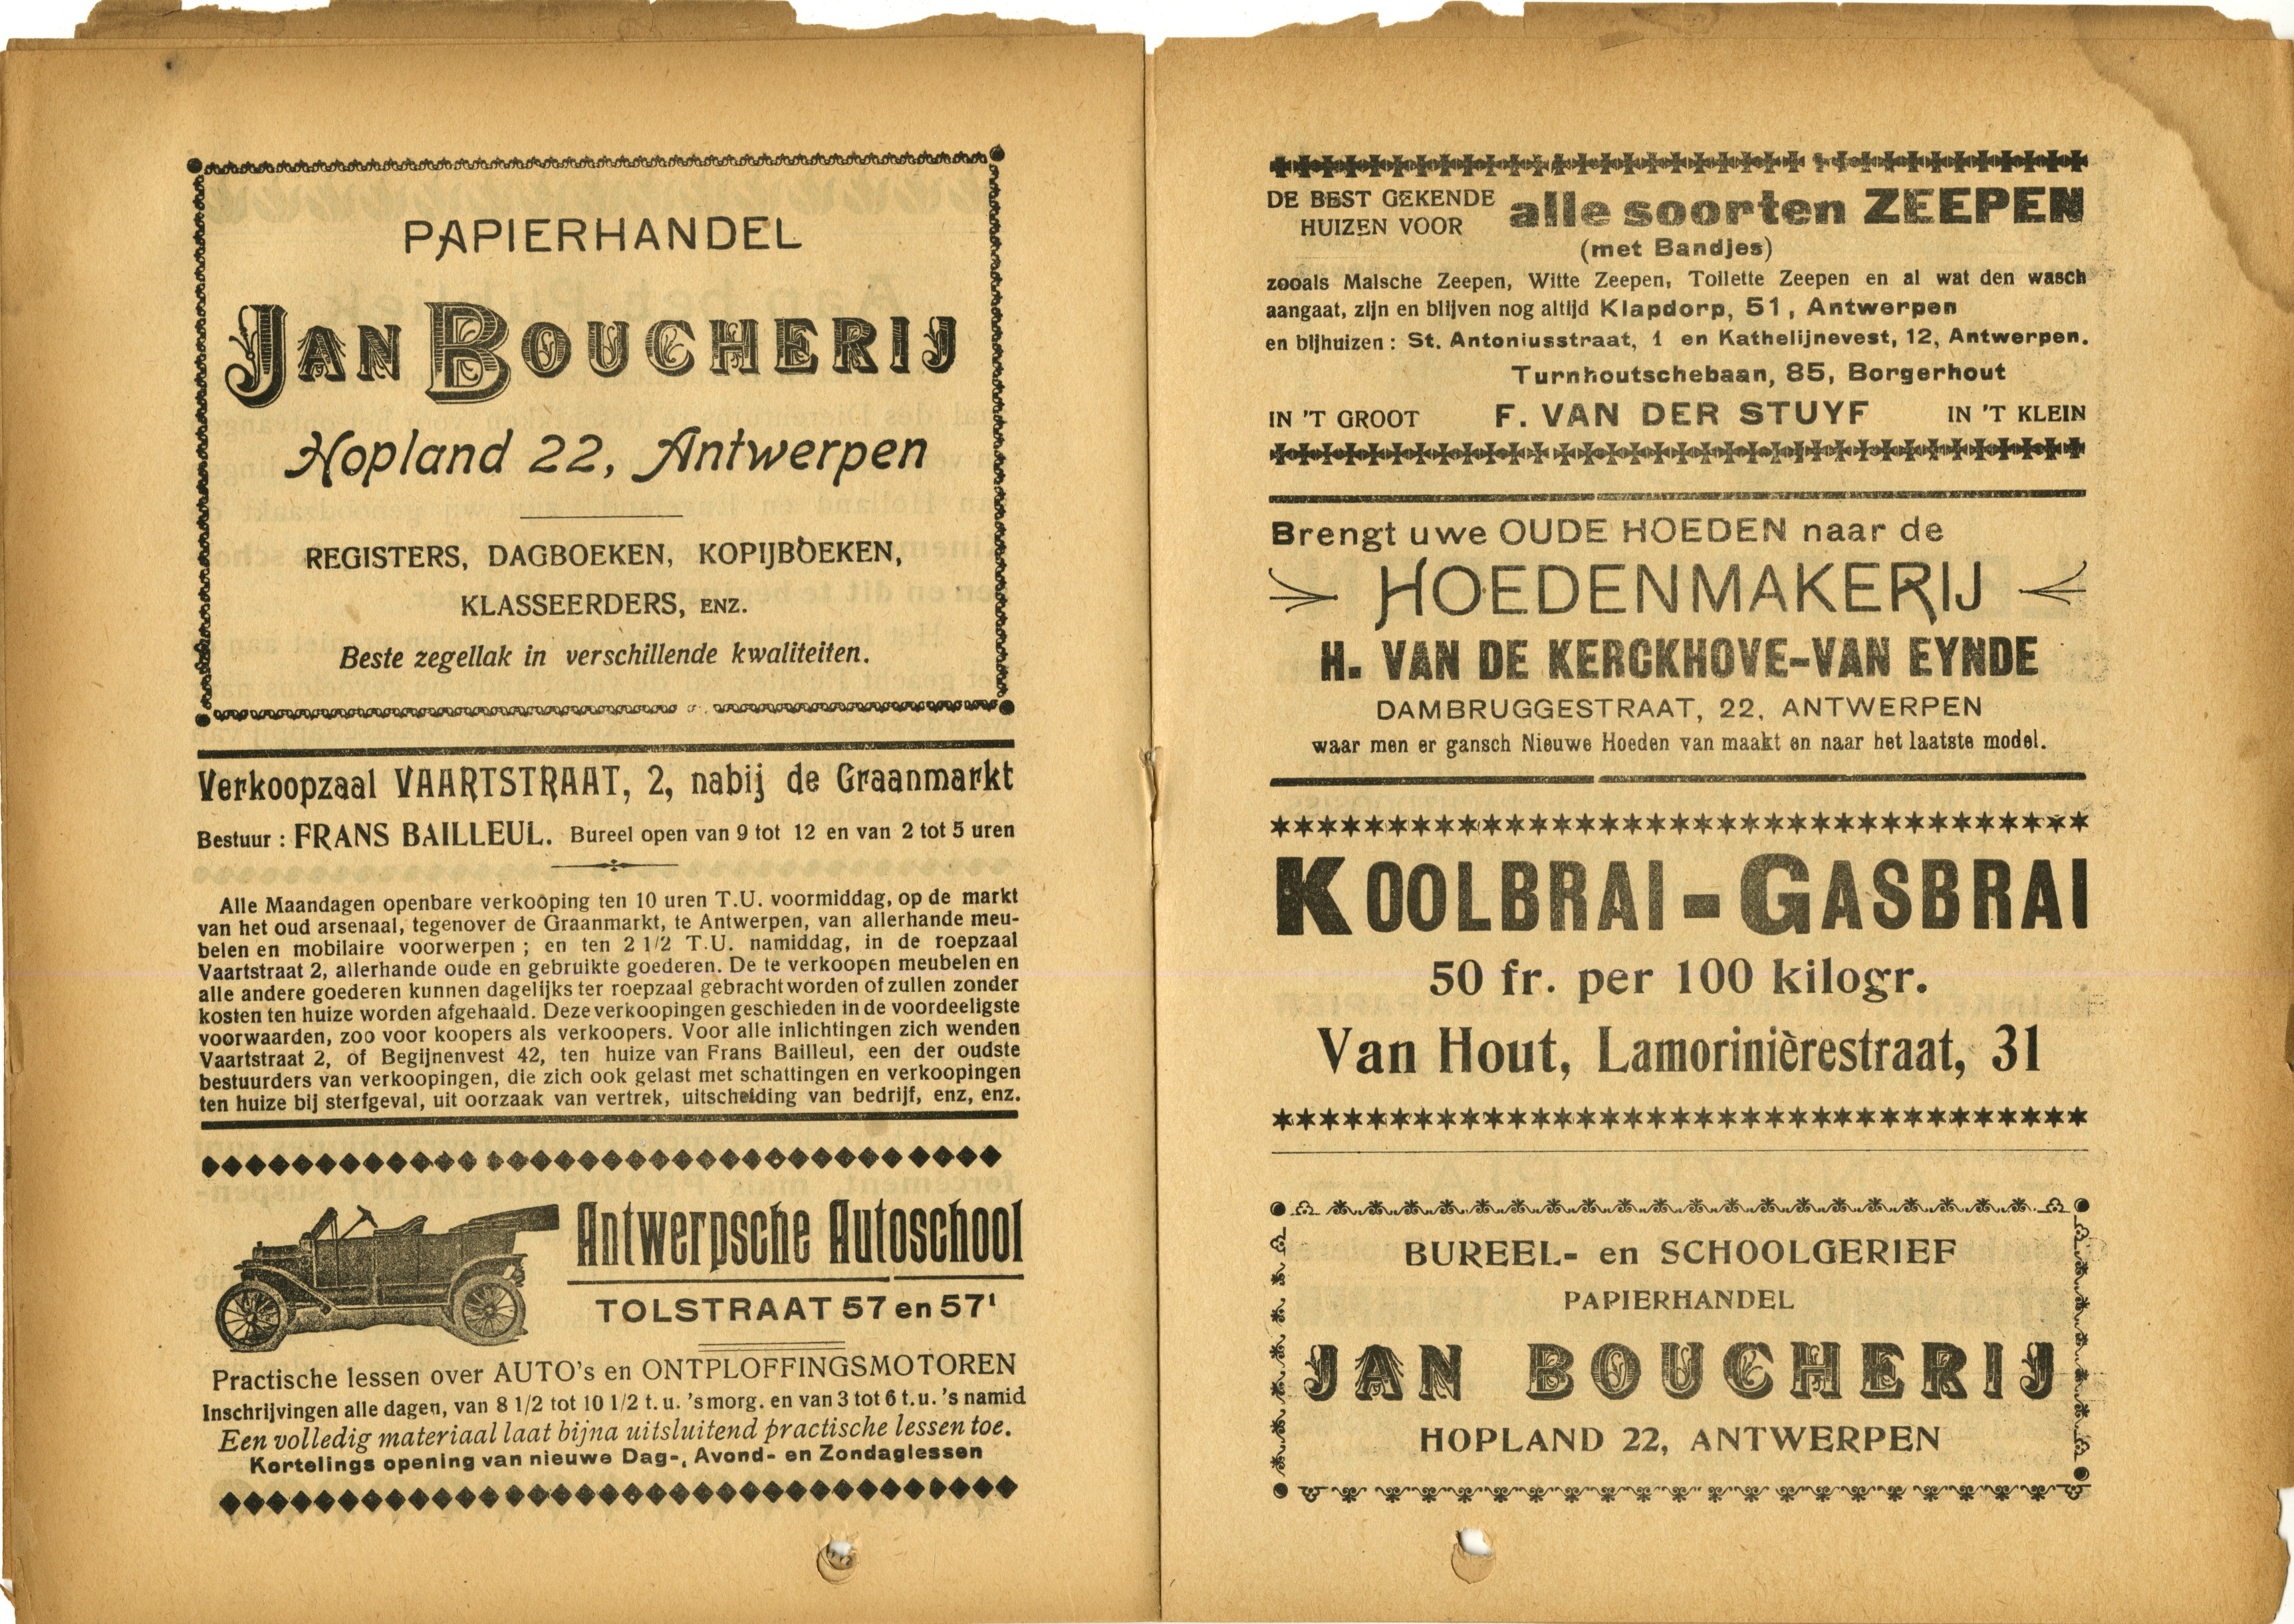 PAPIERHANDEL
JAN BOUCHERIJ
Hopland 22, Antwerpen
REGISTERS, DAGBOEKEN, KOPIJBOEKEN,
KLASSEERDERS, ENZ.
Beste zegellak in verschillende kwaliteiten.
Verkoopzaal VAARTSTRAAT, 2, nabij de Graanmarkt
Bestuur : FRANS BAILLEUL. Bureel open van 9 tot 12 en van 2 tot 5 uren
Alle Maandagen openbare verkooping ten 10 uren T.U. voormiddag, op de markt
van het oud arsenaal, tegenover de Graanmarkt, te Antwerpen, van allerhande meu-
belen en mobilaire voorwerpen ; en ten 2 1/2 T.U. namiddag, in de roepzaal
Vaartstraat 2, allerhande oude en gebruikte goederen. De te verkoopen meubelen en
alle andere goederen kunnen dagelijks ter roepzaal gebracht worden of zullen zonder
kosten ten huize worden afgehaald. Deze verkoopingen geschieden in de voordeeligste
voorwaarden, zoo voor koopers als verkoopers. Voor alle inlichtingen zich wenden
Vaartstraat 2, of Begijnenvest 42, ten huize van Frans Bailleul, een der oudste
bestuurders van verkoopingen, die zich ook gelast met schattingen en verkoopingen
ten huize bij sterfgeval, uit oorzaak van vertrek, uitscheiding van bedrijf, enz, enz.
Antwerpsche Autoschool
TOLSTRAAT 57 en 57¹
Practische lessen over AUTO's en ONTPLOFFINGSMOTOREN
Inschrijvingen alle dagen, van 8 1/2 tot 10 1/2 t. u. 's morg. en van 3 tot 6 t. u. 's namid
Een volledig materiaal laat bijna uitsluitend practische lessen toe.
Kortelings opening van nieuwe Dag-, Avond- en Zondaglessen
DE BEST GEKENDE
HUIZEN VOOR
alle soorten ZEEPEN
(met Bandjes)
zooals Malsche Zeepen, Witte Zeepen, Toilette Zeepen en al wat den wasch
aangaat, zijn en blijven nog altijd Klapdorp, 51, Antwerpen
en bijhuizen : St. Antoniusstraat, 1 en Kathelijnevest, 12, Antwerpen.
Turnhoutschebaan, 85, Borgerhout
IN 'T GROOT F. VAN DER STUYF IN 'T KLEIN
Brengt uwe OUDE HOEDEN naar de
HOEDENMAKERIJ
H. VAN DE KERCKHOVE-VAN EYNDE
DAMBRUGGESTRAAT, 22, ANTWERPEN
waar men er gansch Nieuwe Hoeden van maakt en naar het laatste model.
KOOLBRAI - GASBRAI
50 fr. per 100 kilogr.
Van Hout, Lamorinièrestraat, 31
BUREEL- en SCHOOLGERIEF
PAPIERHANDEL
JAN BOUCHERIJ
HOPLAND 22, ANTWERPEN